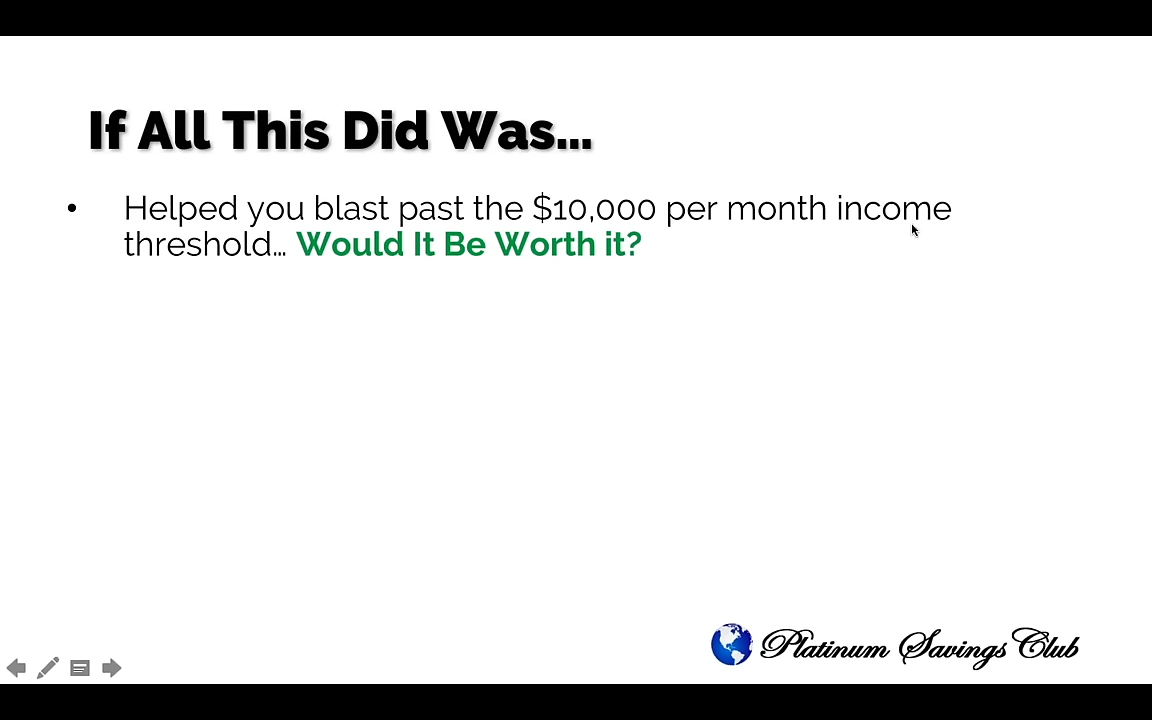 If All This Did Was...
• Helped you blast past the $10,000 per month income
threshold... Would It Be Worth it?
Platinum Savings Club